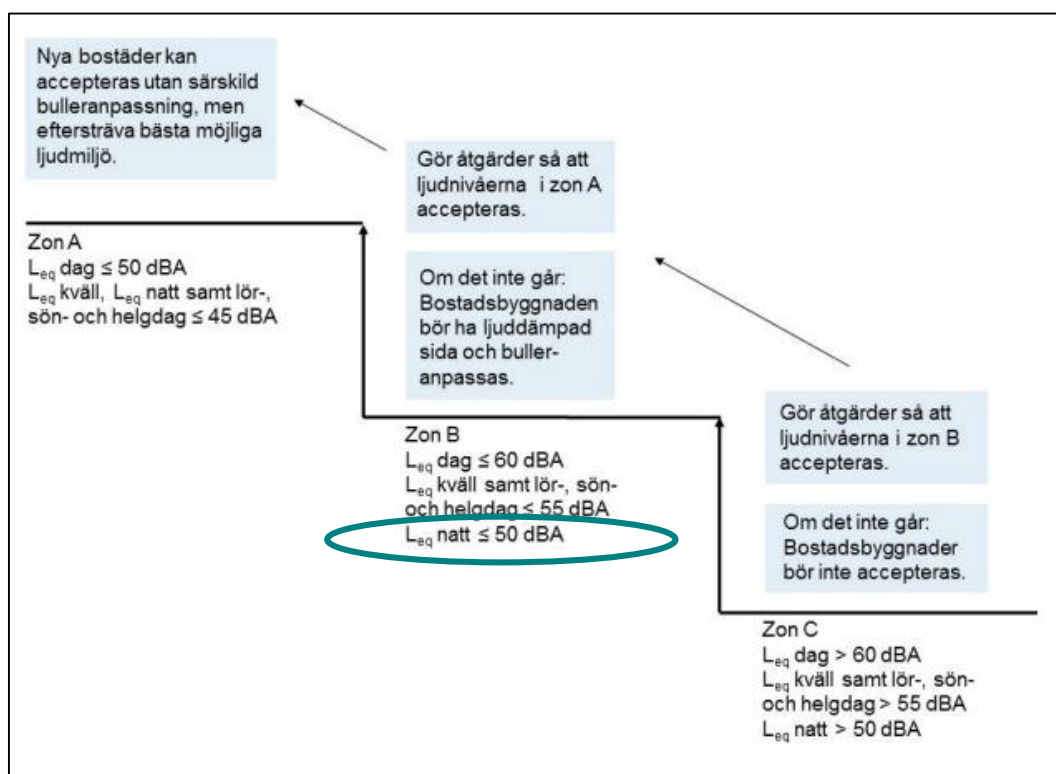 Nya bostäder kan
accepteras utan särskild
bulleranpassning, men
eftersträva bästa möjliga
ljudmiljö.
Zon A
Leq dag ≤ 50 dBA
Leq kväll, Leq natt samt lör-,
sön- och helgdag ≤ 45 dBA
Gör åtgärder så att
ljudnivåerna i zon A
accepteras.
Om det inte går:
Bostadsbyggnaden
bör ha ljuddämpad
sida och buller-
anpassas.
Zon B
Leq dag ≤ 60 dBA
Leq kväll samt lör-, sön-
och helgdag ≤ 55 dBA
Leq natt ≤ 50 dBA
Gör åtgärder så att
ljudnivåerna i zon B
accepteras.
Om det inte går:
Bostadsbyggnader
bör inte accepteras.
Zon C
Leq dag > 60 dBA
Leq kväll samt lör-, sön-
och helgdag > 55 dBA
Leq natt > 50 dBA